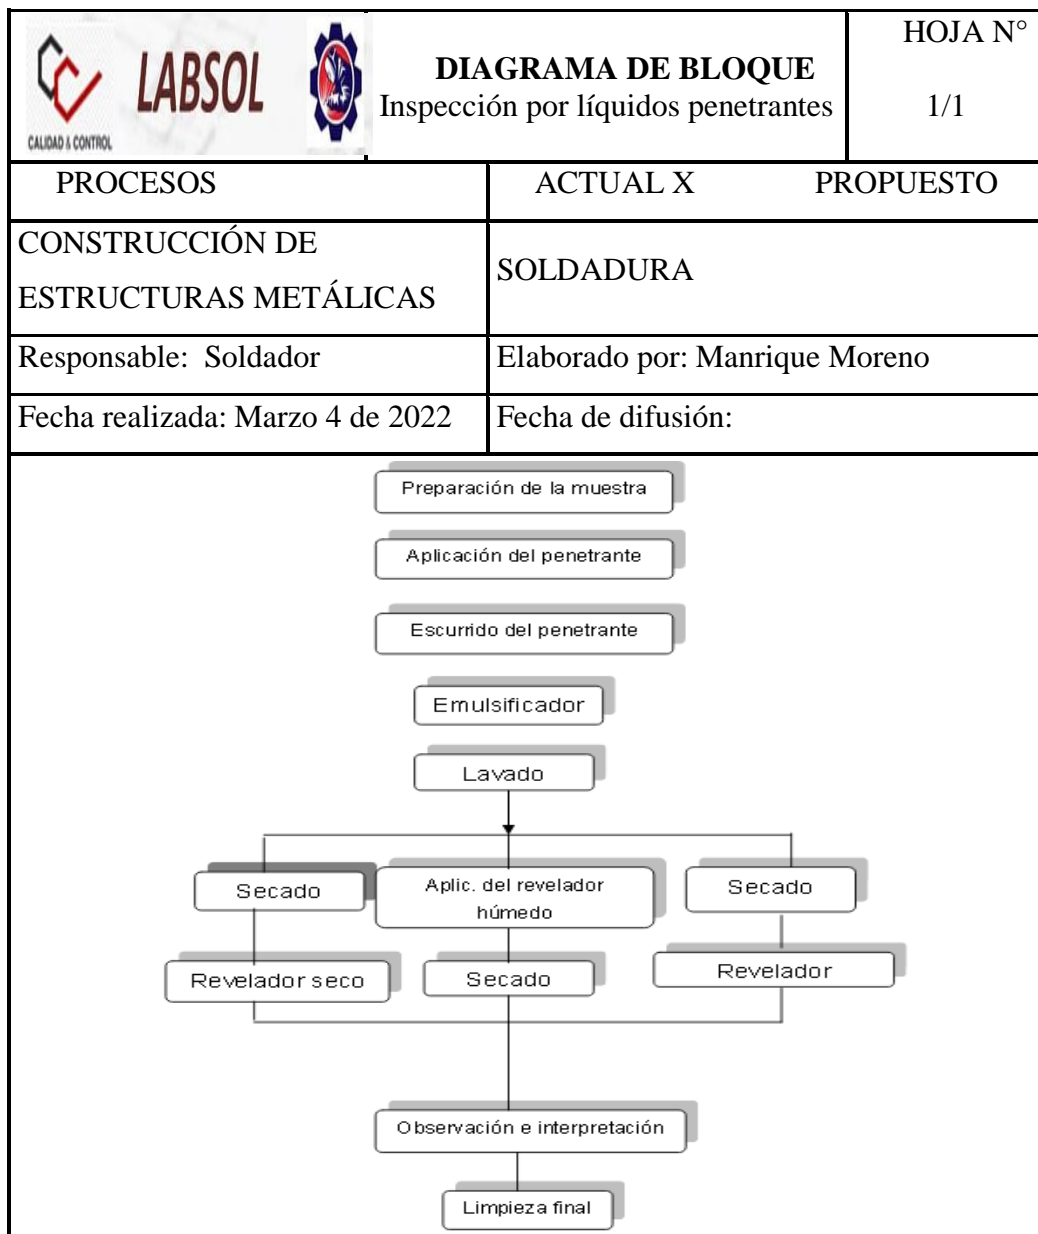 CALIDAD & CONTROL
LABSOL
DIAGRAMA DE BLOQUE
Inspección por líquidos penetrantes
HOJA N°
1/1
PROCESOS
ACTUAL X PROPUESTO
CONSTRUCCIÓN DE
ESTRUCTURAS METÁLICAS
SOLDADURA
Responsable: Soldador
Elaborado por: Manrique Moreno
Fecha realizada: Marzo 4 de 2022
Fecha de difusión:
Preparación de la muestra
Aplicación del penetrante
Escurrido del penetrante
Emulsificador
Lavado
Secado
Aplic. del revelador
húmedo
Secado
Revelador seco
Secado
Revelador
Observación e interpretación
Limpieza final